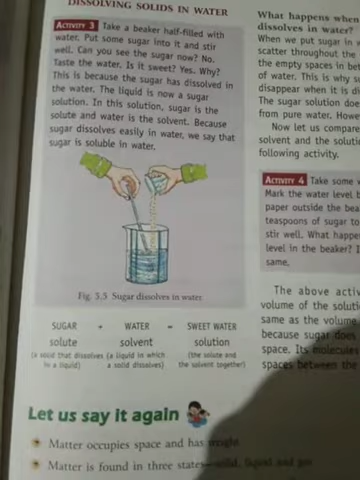 DISSOLVING SOLIDS IN WATER
ACTIVITY 3 Take a beaker half-filled with
water. Put some sugar into it and stir
well. Can you see the sugar now? No.
Taste the water. Is it sweet? Yes. Why?
This is because the sugar has dissolved in
the water. The liquid is now a sugar
solution. In this solution, sugar is the
solute and water is the solvent. Because
sugar dissolves easily in water, we say that
sugar is soluble in water.
Fig. 5.5 Sugar dissolves in water
SUGAR + WATER = SWEET WATER
solute solvent solution
(a solid that dissolves (a liquid in which (the solute and
in a liquid) a solid dissolves) the solvent together)
Let us say it again
Matter occupies space and has weight
Matter is found in three states—solid, liquid and gas
What happens when
dissolves in water?
When we put sugar in
scatter throughout the
the empty spaces in bet
of water. This is why
disappear when it is di
The sugar solution doe
from pure water. Howe
Now let us compare
solvent and the soluti
following activity.
ACTIVITY 4 Take some
Mark the water level b
paper outside the bea
teaspoons of sugar to
stir well. What happe
level in the beaker? I
same.
The above activ
volume of the soluti
same as the volume
because sugar does
space. Its molecules
spaces between the